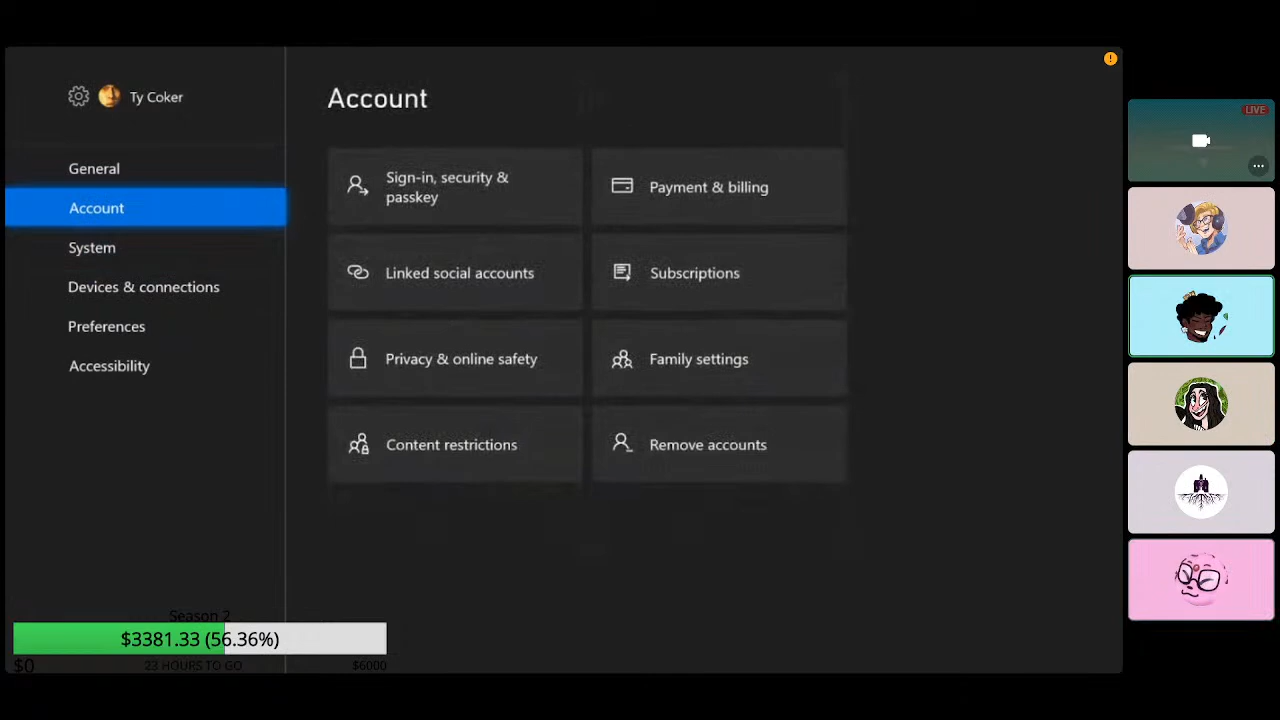 Ty Coker
Account
LIVE
General
Account
System
Devices & connections
Preferences
Accessibility
Sign-in, security &
passkey
Payment & billing
Linked social accounts
Subscriptions
Privacy & online safety
Family settings
Content restrictions
Remove accounts
Season 2
$3381.33 (56.36%)
$0
23 HOURS TO GO
$6000